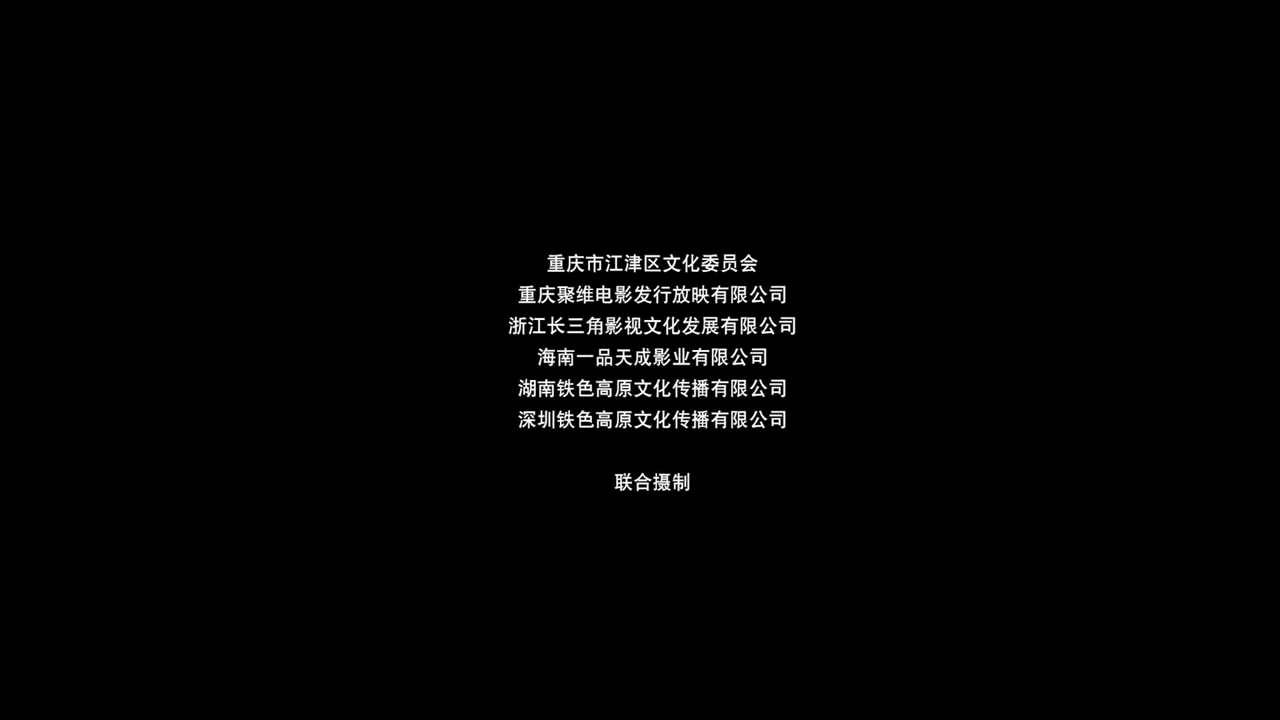 重庆市江津区文化委员会
重庆聚维电影发行放映有限公司
浙江长三角影视文化发展有限公司
海南一品天成影业有限公司
湖南铁色高原文化传播有限公司
深圳铁色高原文化传播有限公司
联合摄制